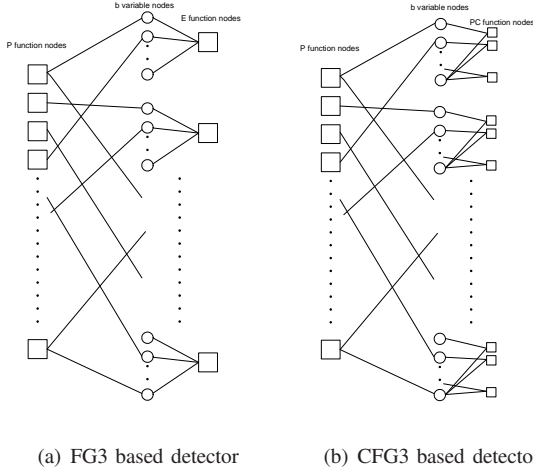 b variable nodes
E function nodes
P function nodes
b variable nodes
PC function nodes
P function nodes
(a) FG3 based detector
(b) CFG3 based detecto